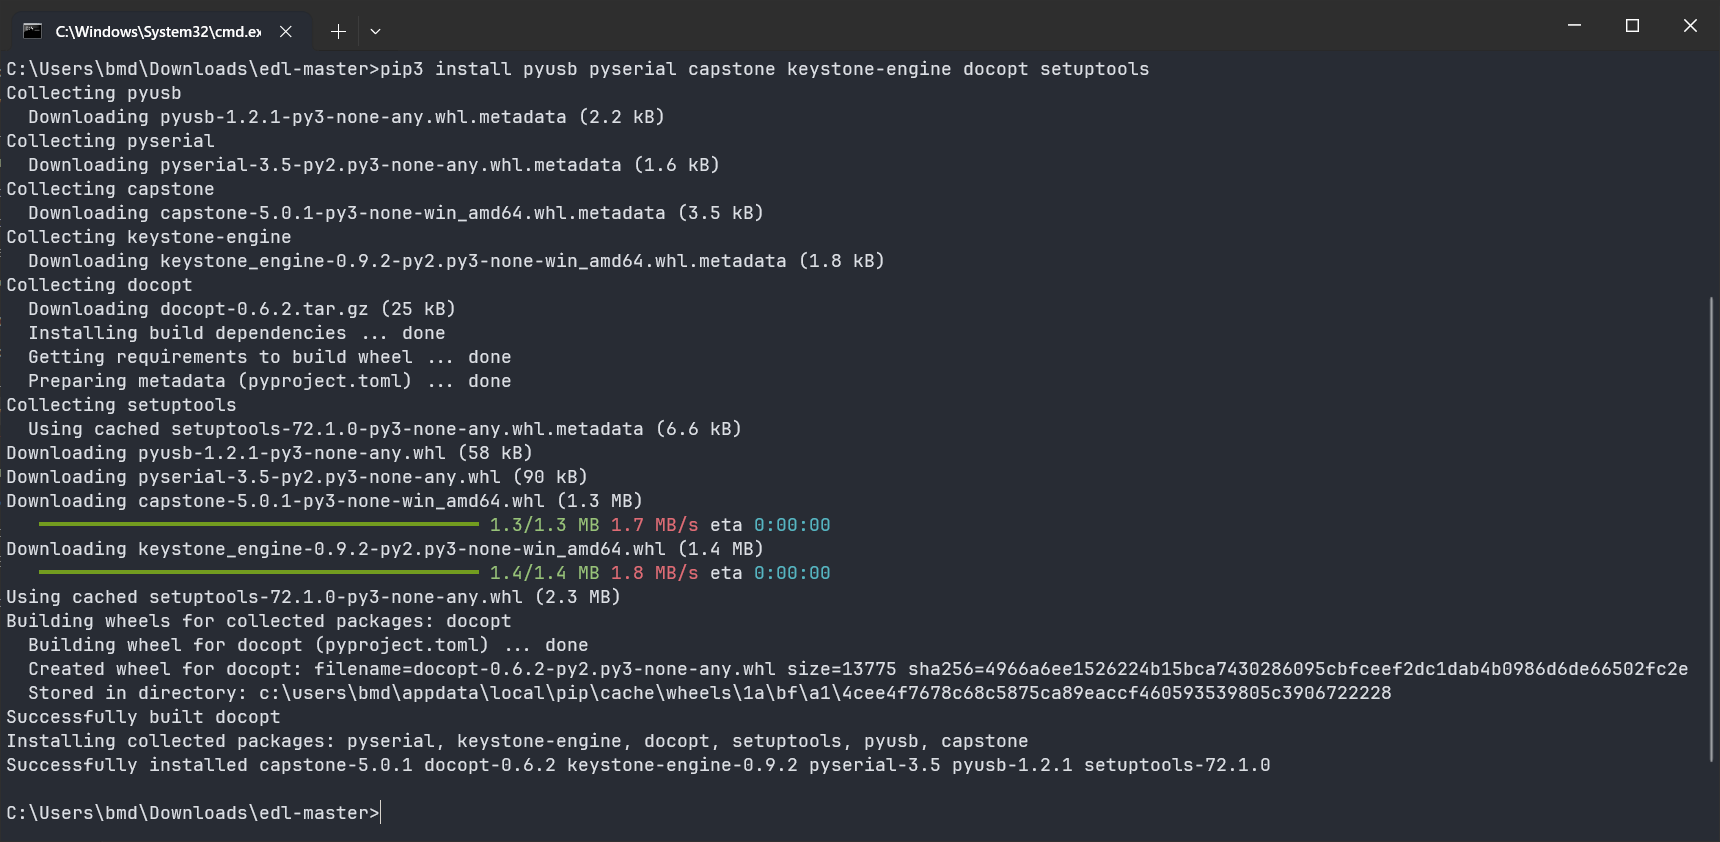 C:\Windows\System32\cmd.ex
C:\Users\bmd\Downloads\edl-master>pip3 install pyusb pyserial capstone keystone-engine docopt setuptools
Collecting pyusb
  Downloading pyusb-1.2.1-py3-none-any.whl.metadata (2.2 kB)
Collecting pyserial
  Downloading pyserial-3.5-py2.py3-none-any.whl.metadata (1.6 kB)
Collecting capstone
  Downloading capstone-5.0.1-py3-none-win_amd64.whl.metadata (3.5 kB)
Collecting keystone-engine
  Downloading keystone_engine-0.9.2-py2.py3-none-win_amd64.whl.metadata (1.8 kB)
Collecting docopt
  Downloading docopt-0.6.2.tar.gz (25 kB)
  Installing build dependencies ... done
  Getting requirements to build wheel ... done
  Preparing metadata (pyproject.toml) ... done
Collecting setuptools
  Using cached setuptools-72.1.0-py3-none-any.whl.metadata (6.6 kB)
Downloading pyusb-1.2.1-py3-none-any.whl (58 kB)
Downloading pyserial-3.5-py2.py3-none-any.whl (90 kB)
Downloading capstone-5.0.1-py3-none-win_amd64.whl (1.3 MB)
1.3/1.3 MB 1.7 MB/s eta 0:00:00
Downloading keystone_engine-0.9.2-py2.py3-none-win_amd64.whl (1.4 MB)
1.4/1.4 MB 1.8 MB/s eta 0:00:00
Using cached setuptools-72.1.0-py3-none-any.whl (2.3 MB)
Building wheels for collected packages: docopt
  Building wheel for docopt (pyproject.toml) ... done
  Created wheel for docopt: filename=docopt-0.6.2-py2.py3-none-any.whl size=13775 sha256=4966a6ee1526224b15bca7430286095cbfceef2dc1dab4b0986d6de66502fc2e
  Stored in directory: c:\users\bmd\appdata\local\pip\cache\wheels\1a\bf\a1\4cee4f7678c68c5875ca89eaccf460593539805c3906722228
Successfully built docopt
Installing collected packages: pyserial, keystone-engine, docopt, setuptools, pyusb, capstone
Successfully installed capstone-5.0.1 docopt-0.6.2 keystone-engine-0.9.2 pyserial-3.5 pyusb-1.2.1 setuptools-72.1.0
C:\Users\bmd\Downloads\edl-master>